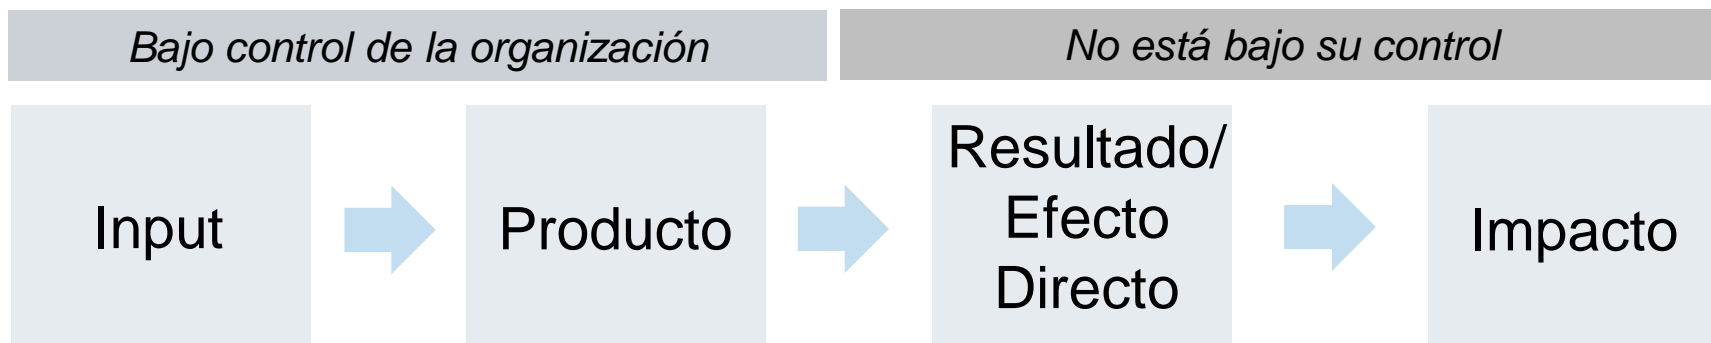 Bajo control de la organización
No está bajo su control
Input
Producto
Resultado/
Efecto
Directo
Impacto